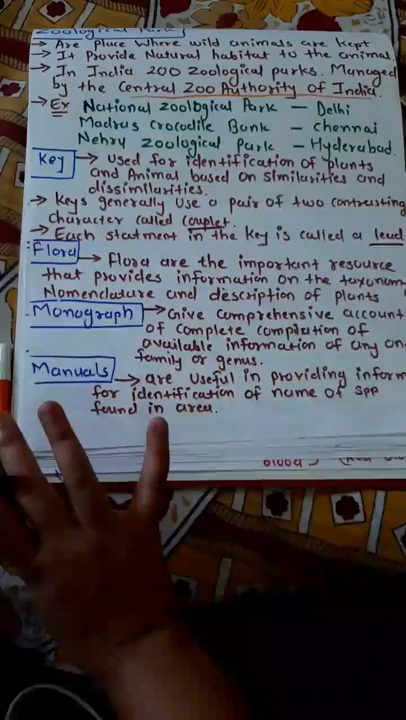 Zoological Park
→ Are Place where wild animals are kept
→ It Provide Natural habitat to the animal
→ In India 200 Zoological parks. Managed
by the Central Zoo Authority of India.
→ Ex National zoological Park — Delhi
Madras Crocodile Bank — Chennai
Nehry Zoological Park — Hyderabad.
Key → Used for identification of plants
and Animal based on similarities and
dissimilarities.
→ Keys generally use a pair of two contrasting
character called couplet.
→ Each statment in the key is called a lead
Flora → Flora are the important resource
that provides information on the taxonom
Nomenclature and description of plants
Monograph → Give comprehensive account
of complete compilation of
available information of any on
family or genus.
Manuals → are useful in providing inform
for identification of name of spp
found in area.